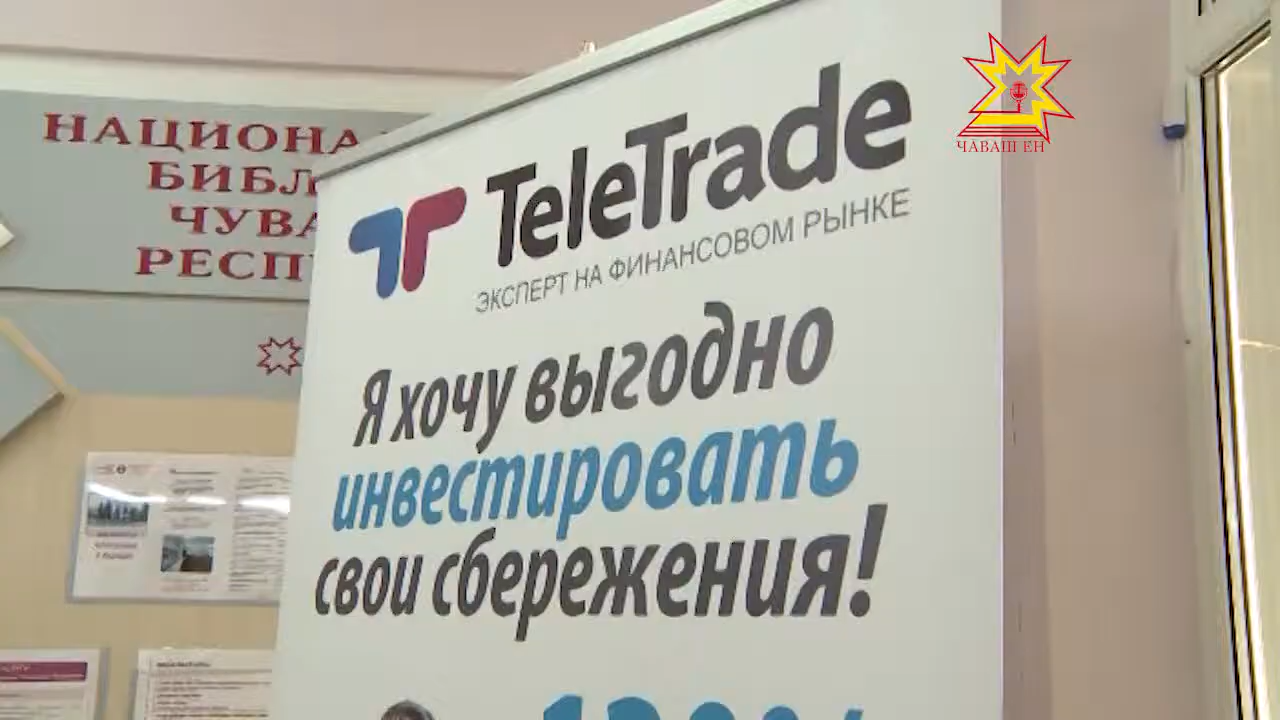 НАЦИОНА
БИБЛ
ЧУВА
РЕСП
TeleTrade
ЭКСПЕРТ НА ФИНАНСОВОМ РЫНКЕ
Я хочу выгодно
инвестировать
свои сбережения!
ЧАВАШ ЕН